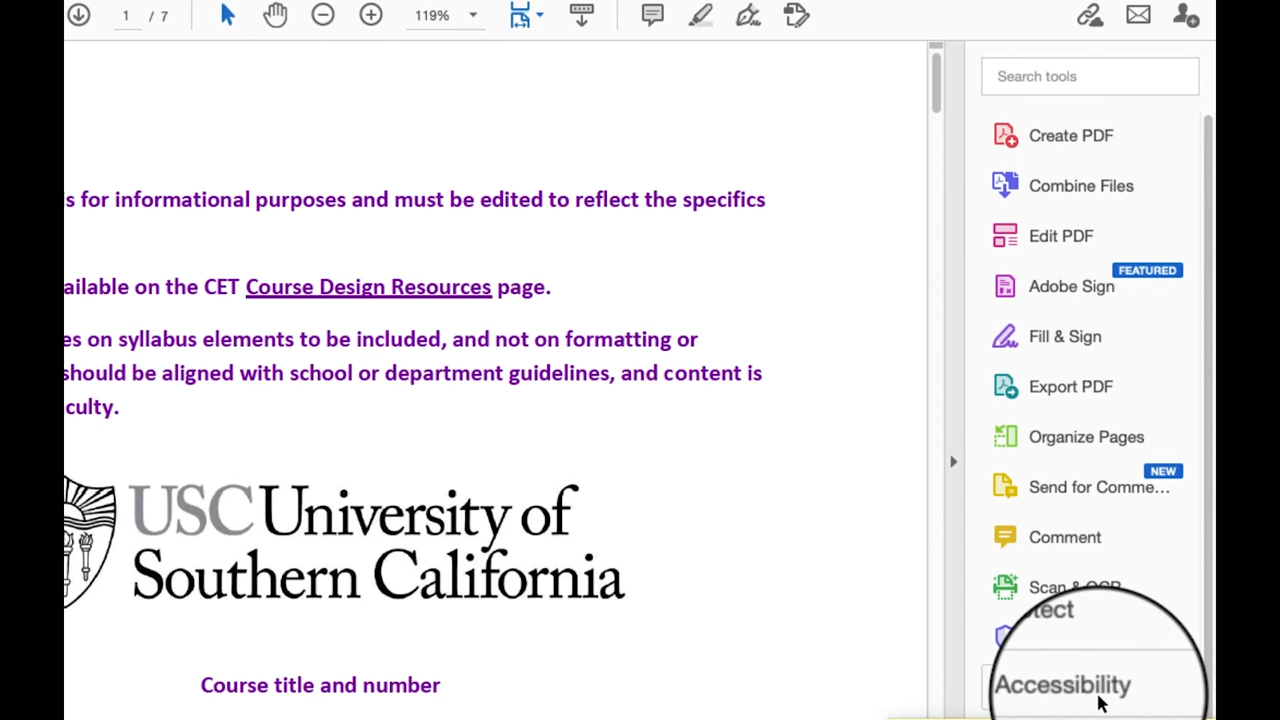 1 / 7
119%
Search tools
Create PDF
Combine Files
Edit PDF
FEATURED
Adobe Sign
Fill & Sign
Export PDF
Organize Pages
NEW
Send for Comme...
Comment
Scan & OCR
tect
Accessibility
s for informational purposes and must be edited to reflect the specifics
ailable on the CET Course Design Resources page.
es on syllabus elements to be included, and not on formatting or
should be aligned with school or department guidelines, and content is
culty.
USC University of
Southern California
Course title and number